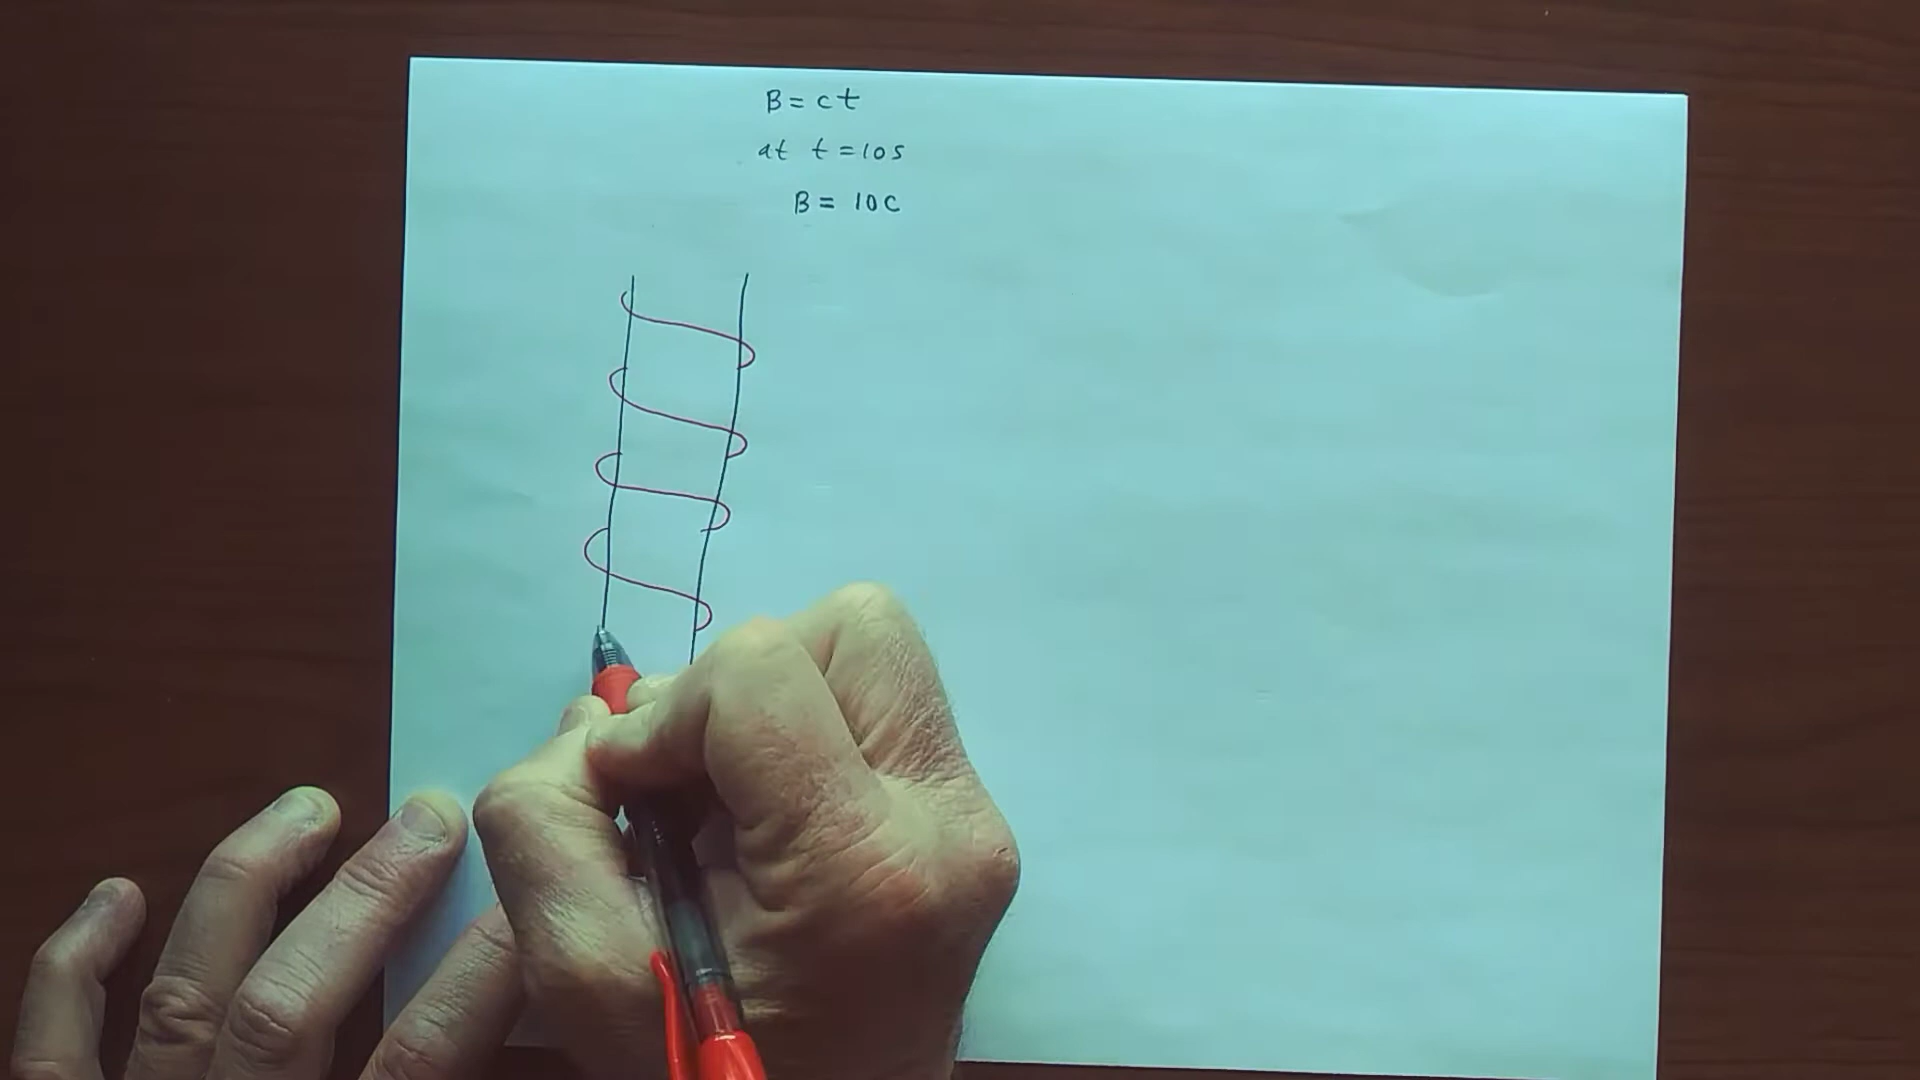 B = ct
at t = 10s
B = 10c